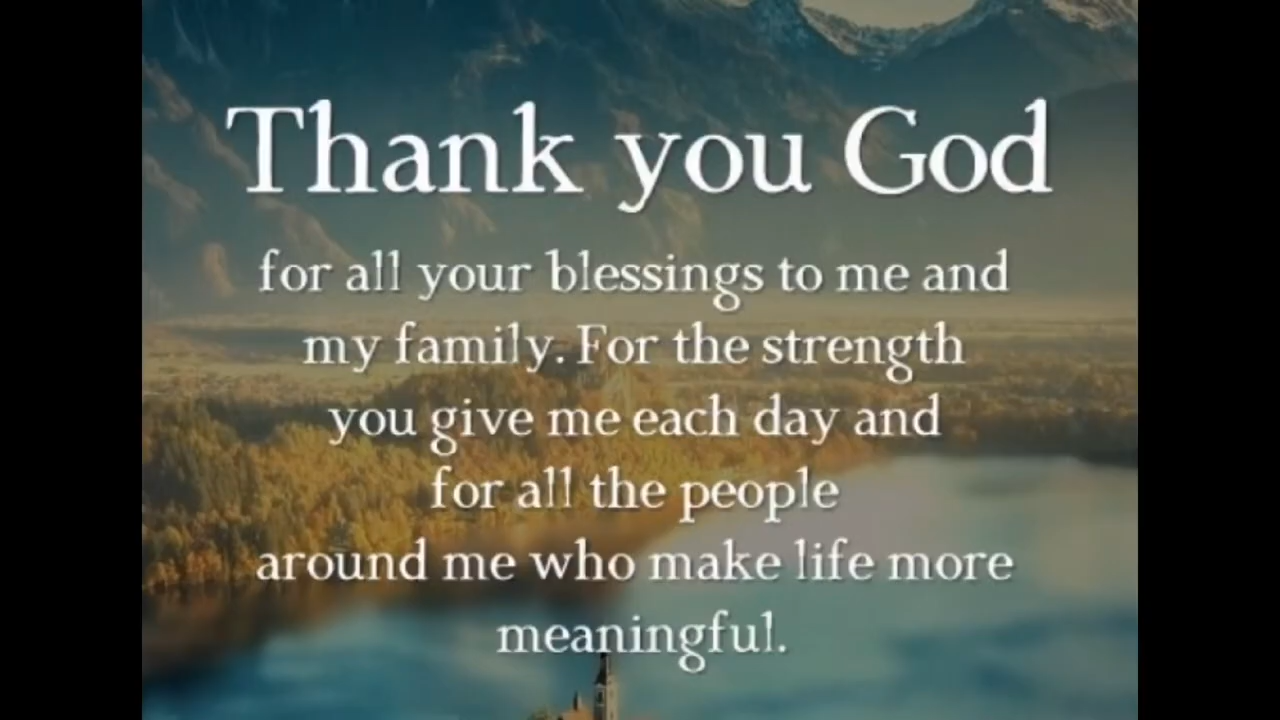 Thank you God
for all your blessings to me and
my family. For the strength
you give me each day and
for all the people
around me who make life more
meaningful.